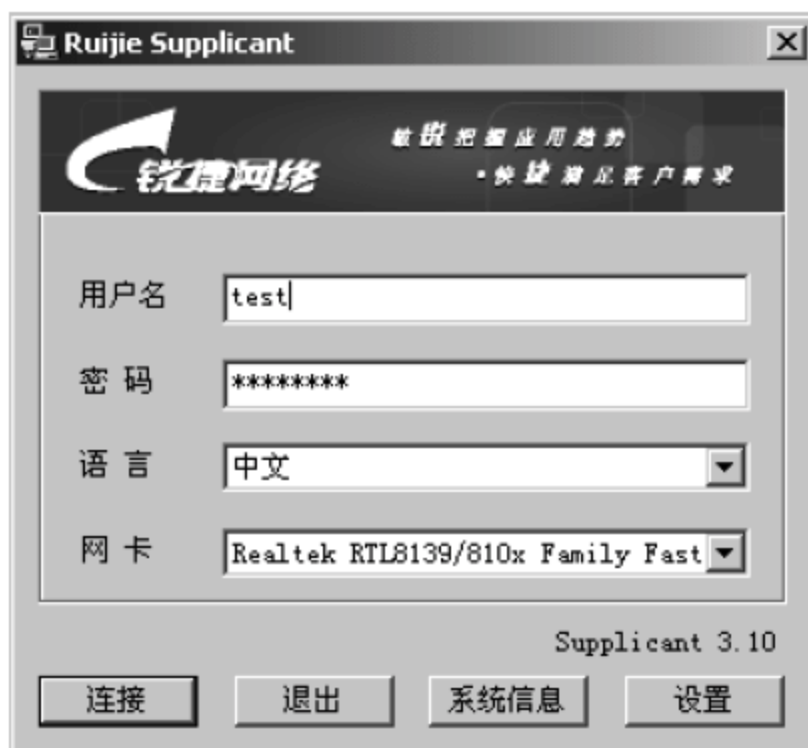 Ruijie Supplicant
锐捷网络
敏锐把握应用趋势
·快捷满足客户需求
用户名
test
密 码
********
语 言
中文
网 卡
Realtek RTL8139/810x Family Fast
Supplicant 3.10
连接
退出
系统信息
设置